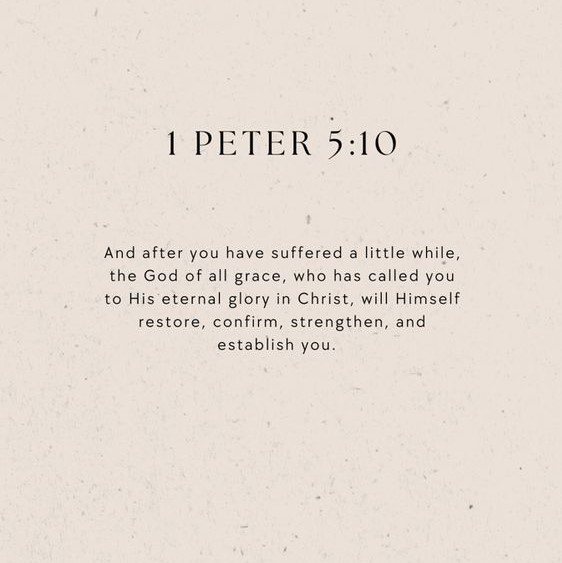 1 PETER 5:10
And after you have suffered a little while,
the God of all grace, who has called you
to His eternal glory in Christ, will Himself
restore, confirm, strengthen, and
establish you.